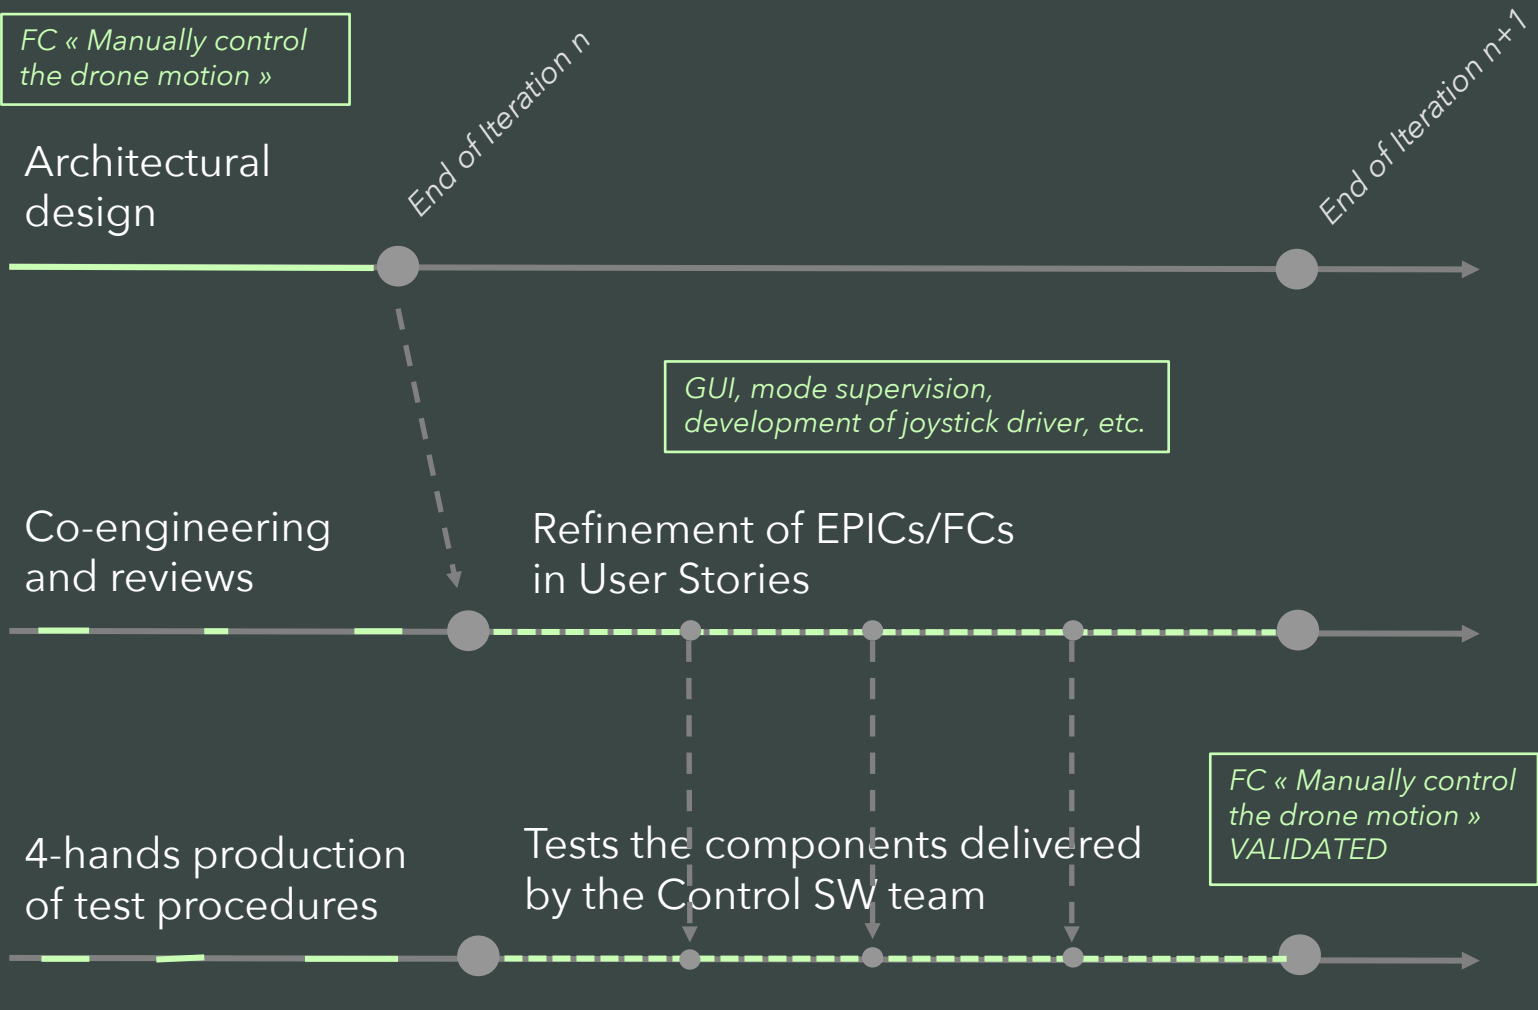 FC « Manually control
the drone motion »
End of Iteration n
End of Iteration n+1
Architectural
design
GUI, mode supervision,
development of joystick driver, etc.
Co-engineering
and reviews
Refinement of EPICs/FCs
in User Stories
FC « Manually control
the drone motion »
VALIDATED
4-hands production
of test procedures
Tests the components delivered
by the Control SW team